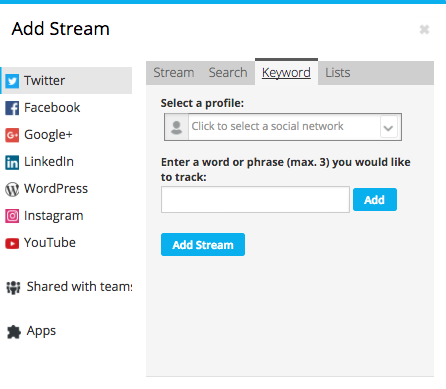 Add Stream
Twitter
Facebook
Google+
LinkedIn
WordPress
Instagram
YouTube
Shared with teams
Apps
Stream Search Keyword Lists
Select a profile:
Click to select a social network
Enter a word or phrase (max. 3) you would like
to track:
Add
Add Stream